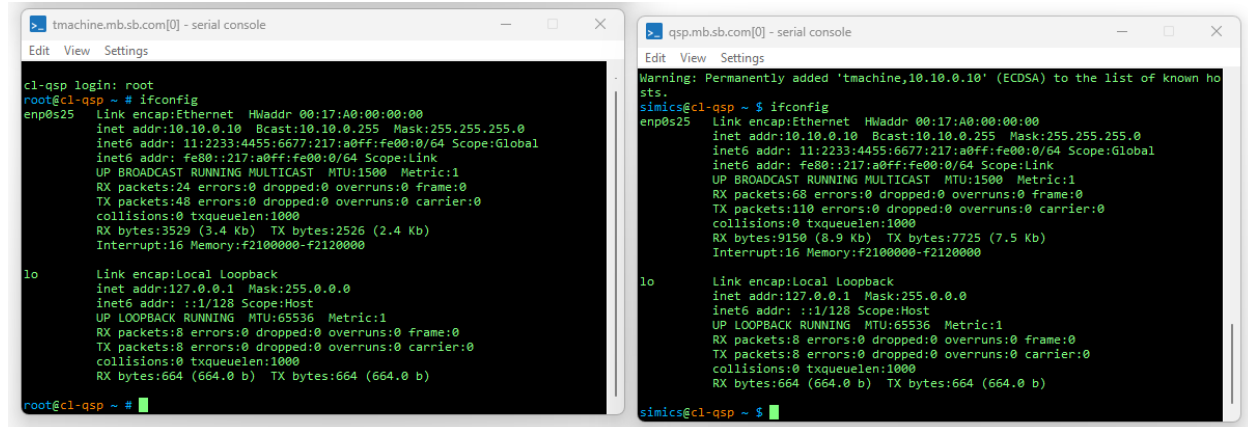 tmachine.mb.sb.com[0] - serial console
Edit View Settings
cl-qsp login: root
root@cl-qsp ~ # ifconfig
enp0s25 Link encap:Ethernet HWaddr 00:17:A0:00:00:00
inet addr:10.10.0.10 Bcast:10.10.0.255 Mask:255.255.255.0
inet6 addr: 11:2233:4455:6677:217:a0ff:fe00:0/64 Scope:Global
inet6 addr: fe80::217:a0ff:fe00:0/64 Scope:Link
UP BROADCAST RUNNING MULTICAST MTU:1500 Metric:1
RX packets:24 errors:0 dropped:0 overruns:0 frame:0
TX packets:48 errors:0 dropped:0 overruns:0 carrier:0
collisions:0 txqueuelen:1000
RX bytes:3529 (3.4 Kb) TX bytes:2526 (2.4 Kb)
Interrupt:16 Memory:f2100000-f2120000
lo Link encap:Local Loopback
inet addr:127.0.0.1 Mask:255.0.0.0
inet6 addr: ::1/128 Scope:Host
UP LOOPBACK RUNNING MTU:65536 Metric:1
RX packets:8 errors:0 dropped:0 overruns:0 frame:0
TX packets:8 errors:0 dropped:0 overruns:0 carrier:0
collisions:0 txqueuelen:1000
RX bytes:664 (664.0 b) TX bytes:664 (664.0 b)
root@cl-qsp ~ #
qsp.mb.sb.com[0] - serial console
Edit View Settings
Warning: Permanently added 'tmachine,10.10.0.10' (ECDSA) to the list of known ho
sts.
simics@cl-qsp ~ $ ifconfig
enp0s25 Link encap:Ethernet HWaddr 00:17:A0:00:00:00
inet addr:10.10.0.10 Bcast:10.10.0.255 Mask:255.255.255.0
inet6 addr: 11:2233:4455:6677:217:a0ff:fe00:0/64 Scope:Global
inet6 addr: fe80::217:a0ff:fe00:0/64 Scope:Link
UP BROADCAST RUNNING MULTICAST MTU:1500 Metric:1
RX packets:68 errors:0 dropped:0 overruns:0 frame:0
TX packets:110 errors:0 dropped:0 overruns:0 carrier:0
collisions:0 txqueuelen:1000
RX bytes:9150 (8.9 Kb) TX bytes:7725 (7.5 Kb)
Interrupt:16 Memory:f2100000-f2120000
lo Link encap:Local Loopback
inet addr:127.0.0.1 Mask:255.0.0.0
inet6 addr: ::1/128 Scope:Host
UP LOOPBACK RUNNING MTU:65536 Metric:1
RX packets:8 errors:0 dropped:0 overruns:0 frame:0
TX packets:8 errors:0 dropped:0 overruns:0 carrier:0
collisions:0 txqueuelen:1000
RX bytes:664 (664.0 b) TX bytes:664 (664.0 b)
simics@cl-qsp ~ $